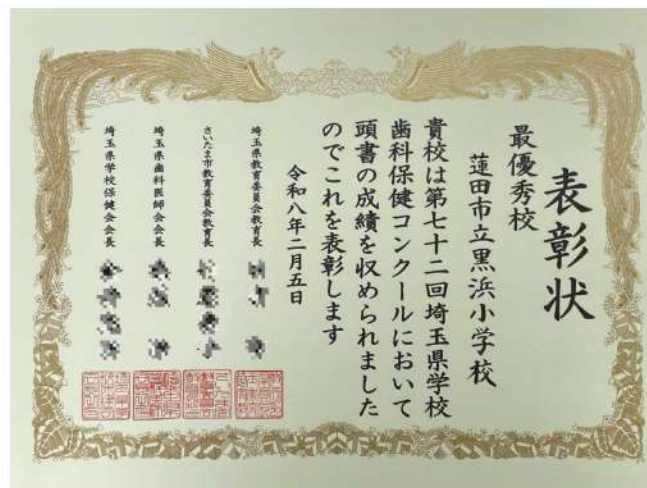 表彰状
最優秀校
蓮田市立黒浜小学校
貴校は第七十二回埼玉県学校
歯科保健コンクールにおいて
頭書の成績を収められました
のでこれを表彰します
令和八年二月五日
埼玉県教育委員会教育長
さいたま市教育委員会教育長
埼玉県歯科医師会会長
埼玉県学校保健会会長